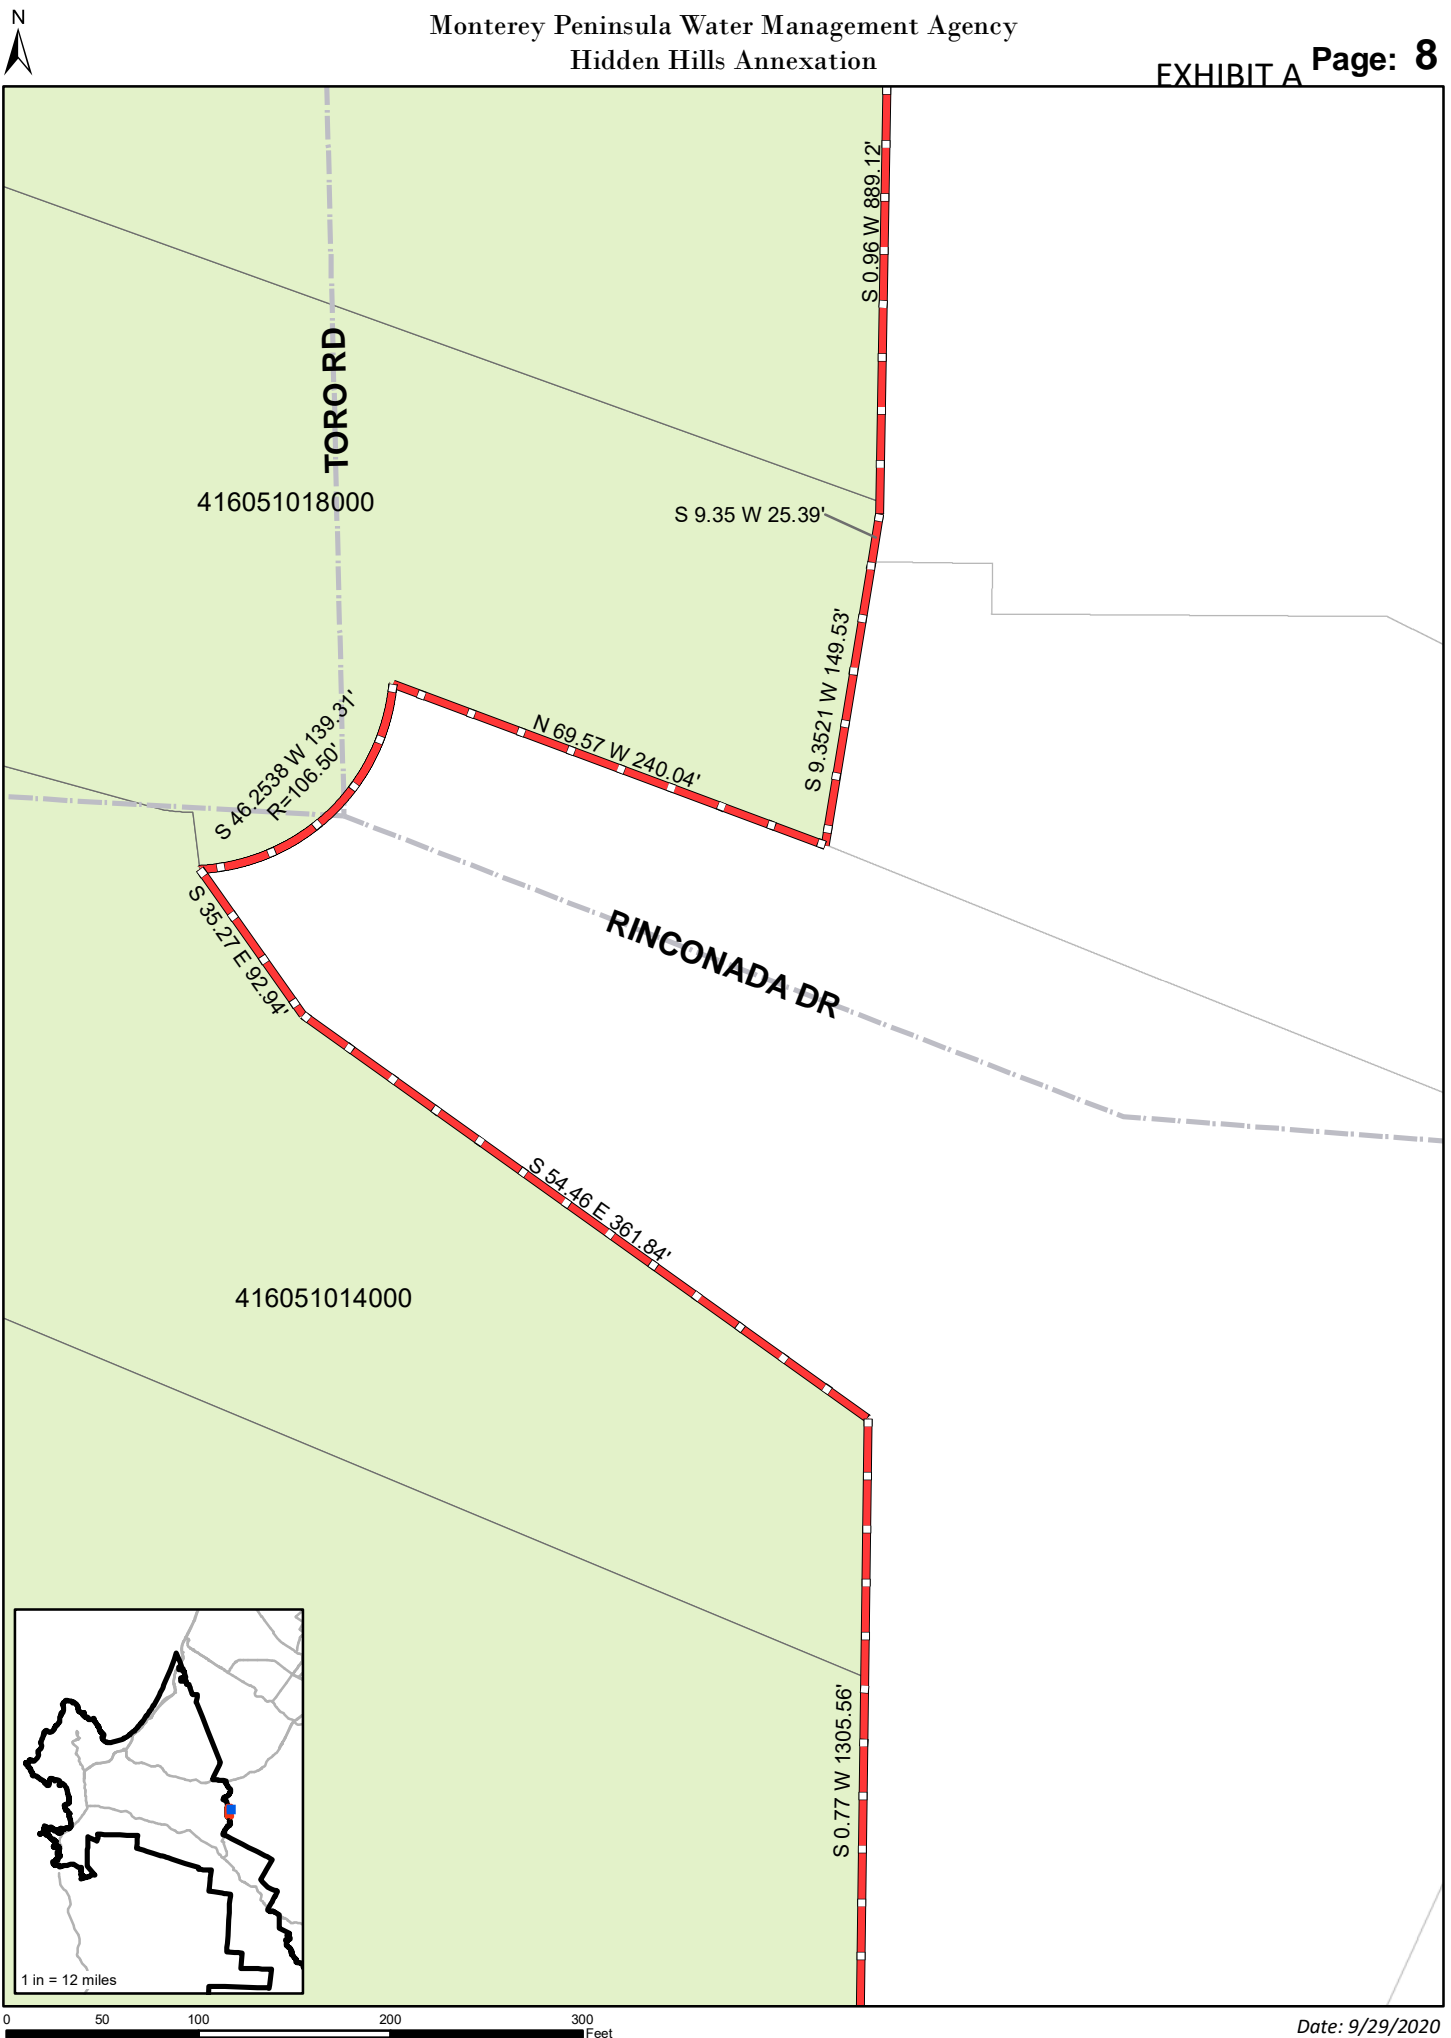 N
Monterey Peninsula Water Management Agency
Hidden Hills Annexation
EXHIBIT A
Page: 8
S 0.96 W 889.12'
TORO RD
416051018000
S 9.35 W 25.39'
S 9.3521 W 149.53'
N 69.57 W 240.04'
S 46.2538 W 139.31'
R=106.50'
RINCONADA DR
S 35.27 E 92.94'
S 54.46 E 361.84'
416051014000
S 0.77 W 1305.56'
1 in = 12 miles
0 50 100 200 300
Feet
Date: 9/29/2020